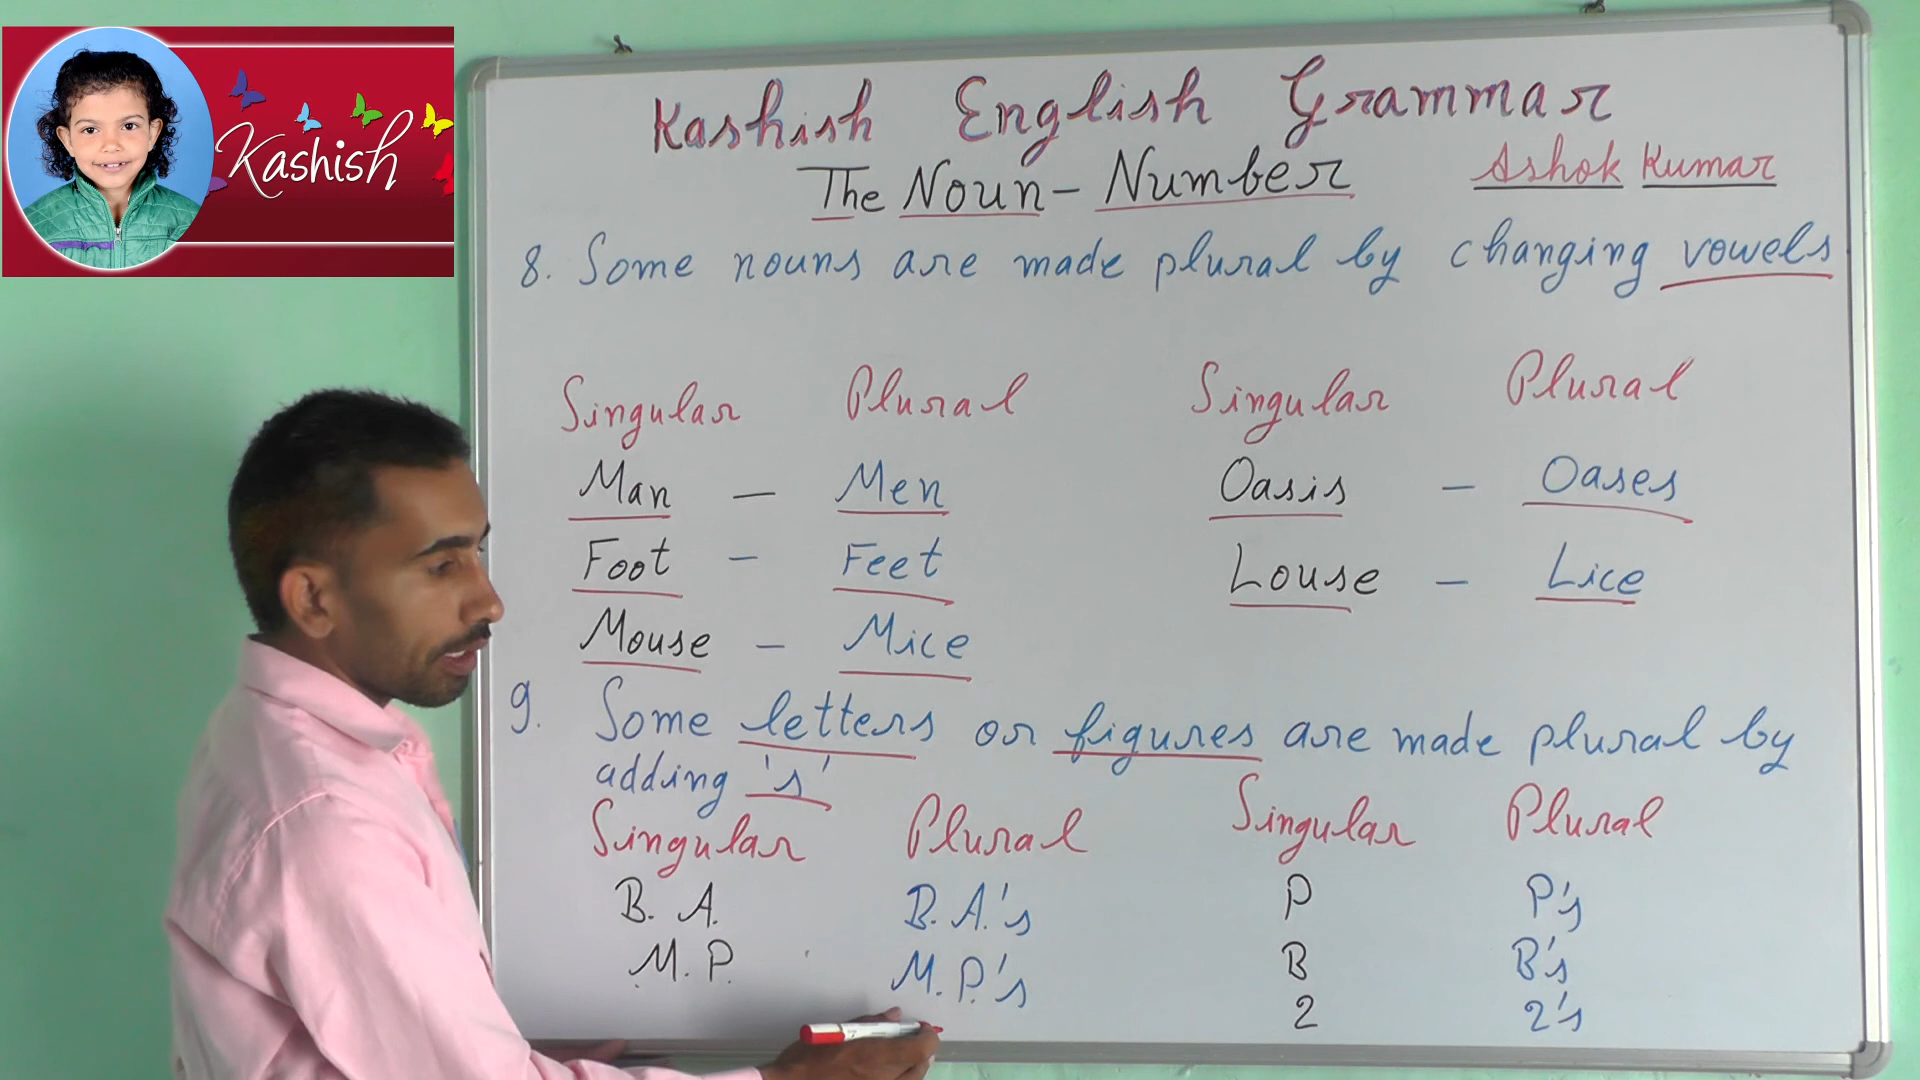 Kashish
Kashish English Grammar
The Noun - Number
Ashok Kumar
8. Some nouns are made plural by changing vowels.
Singular Plural Singular Plural
Man — Men Oasis — Oases
Foot — Feet Louse — Lice
Mouse — Mice
9. Some letters or figures are made plural by
adding 's'
Singular Plural Singular Plural
B. A. B. A.'s P P's
M. P. M. P.'s B B's
2 2's